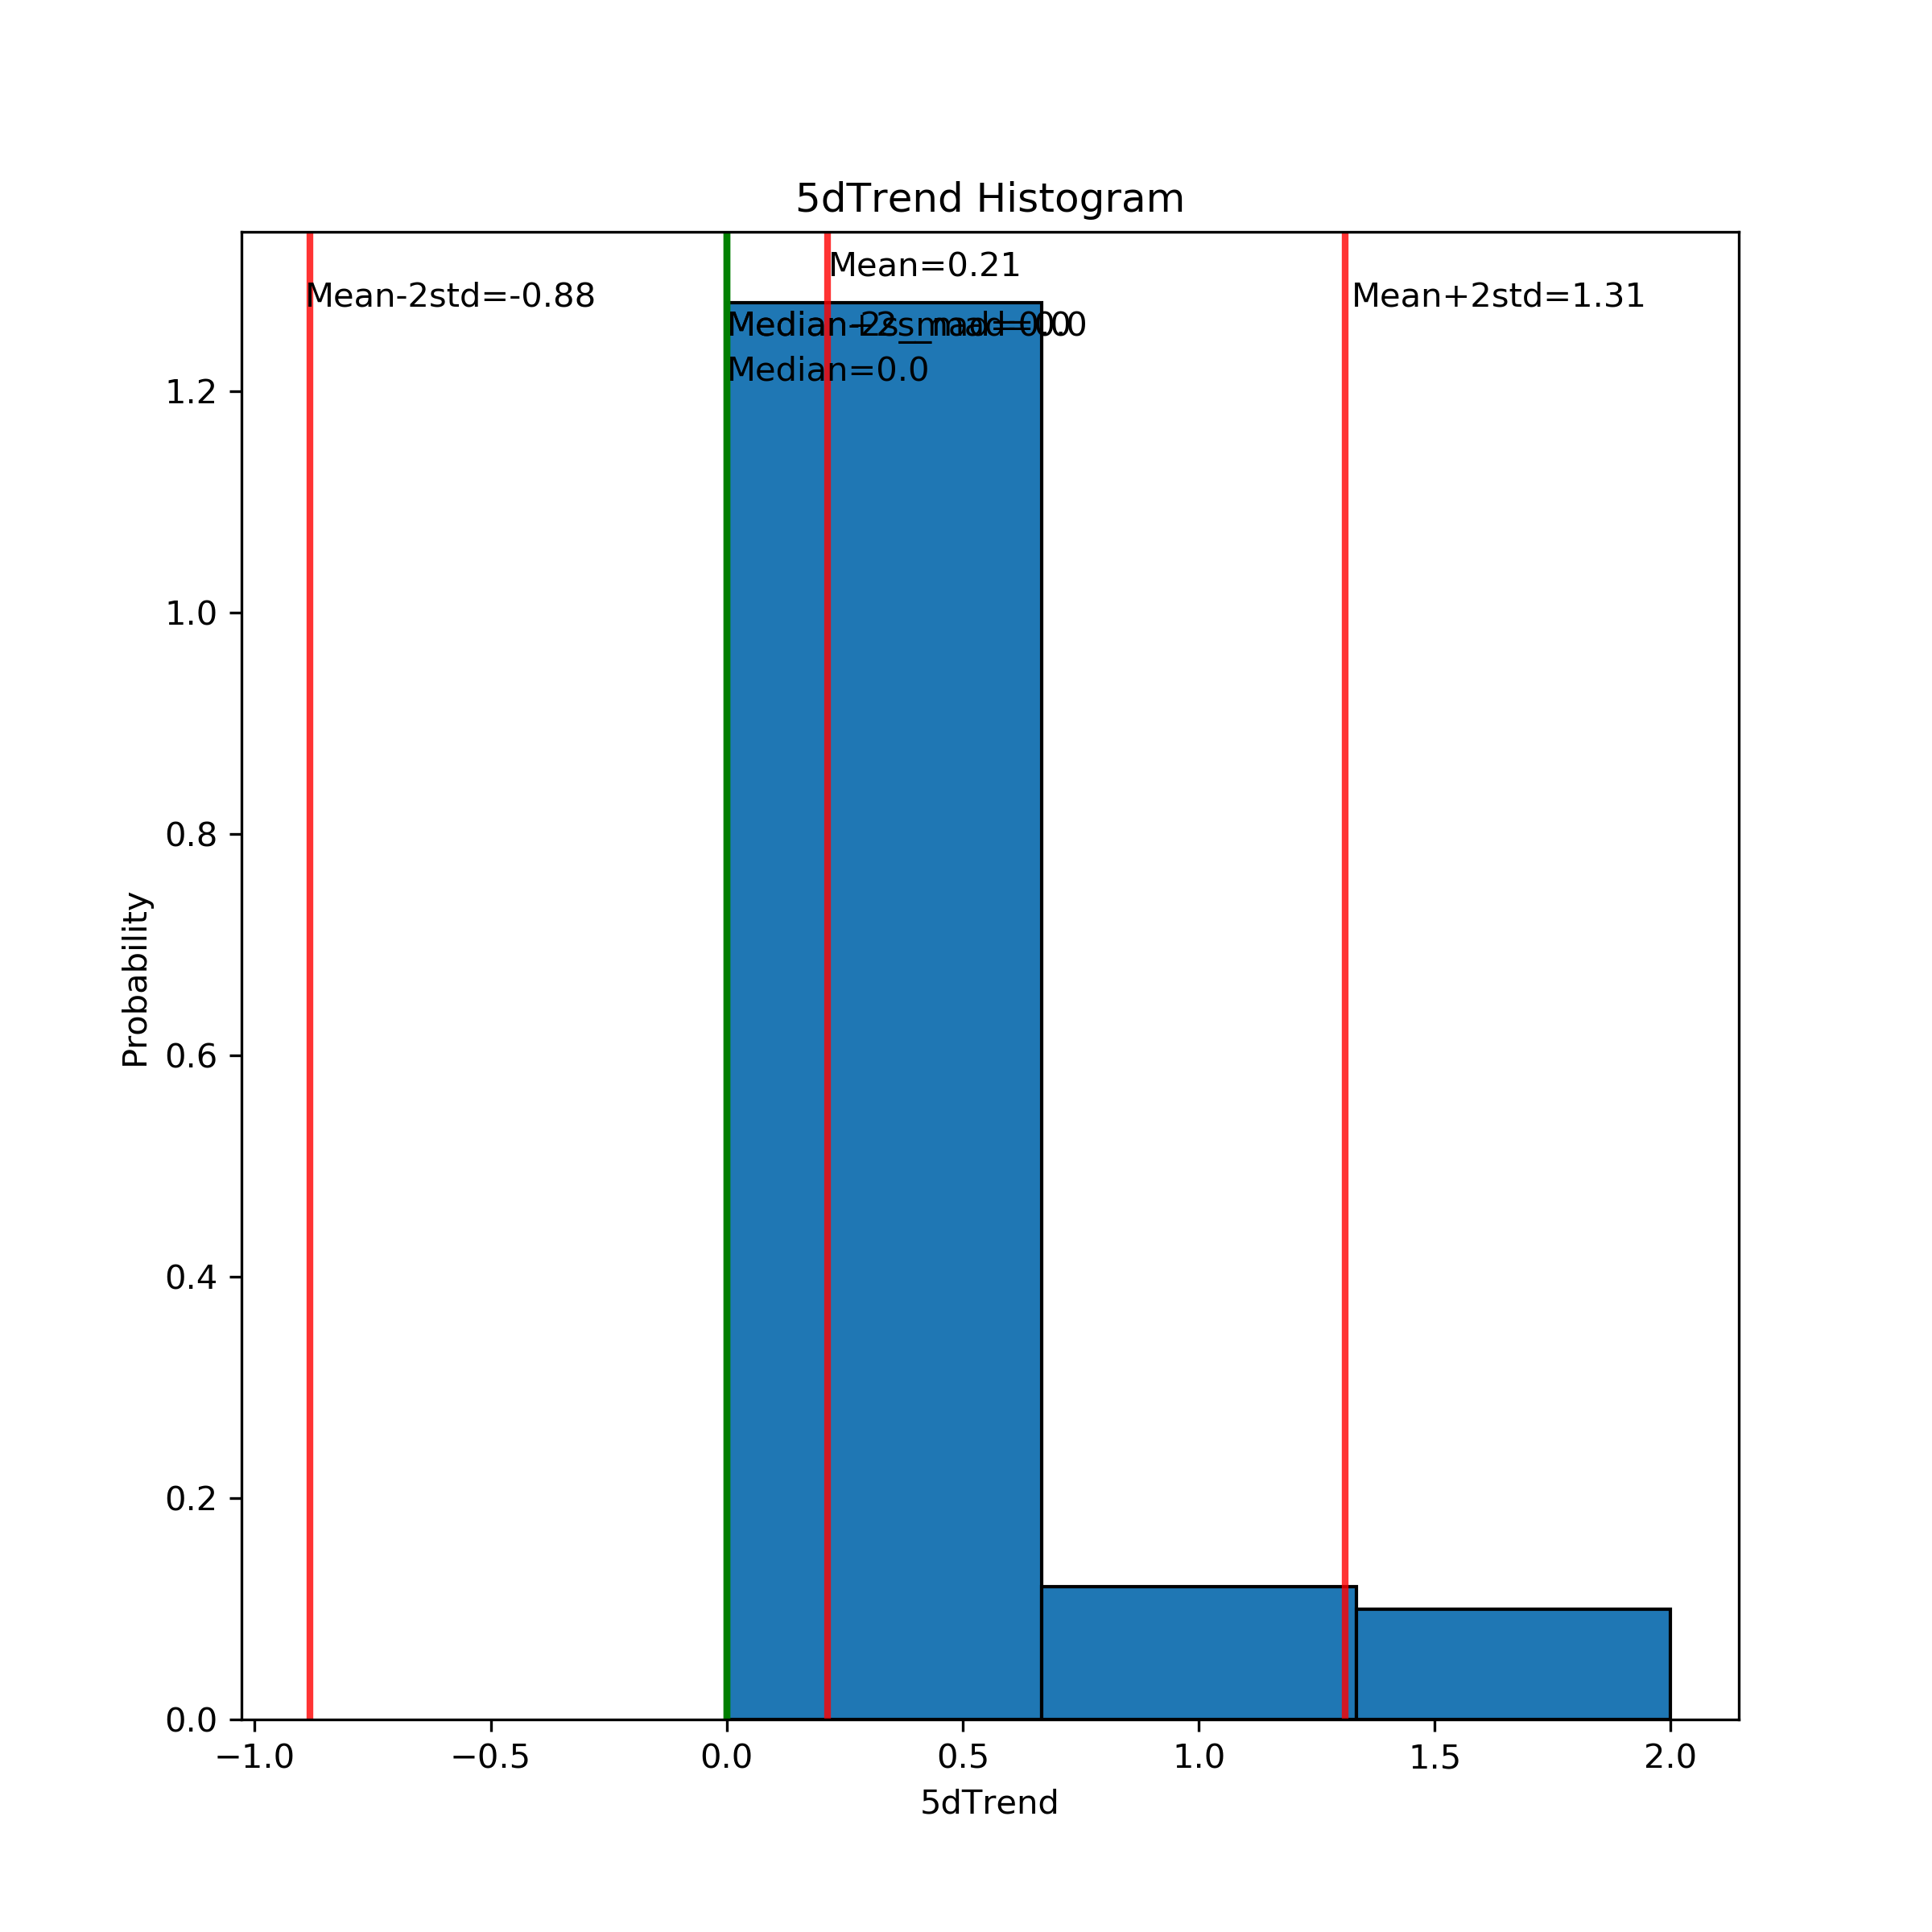 5dTrend Histogram
Mean=0.21
Mean-2std=-0.88
Mean+2std=1.31
Median=0.0
1.2
1.0
0.8
0.6
0.4
0.2
0.0
Probability
−1.0 −0.5 0.0 0.5 1.0 1.5 2.0
5dTrend